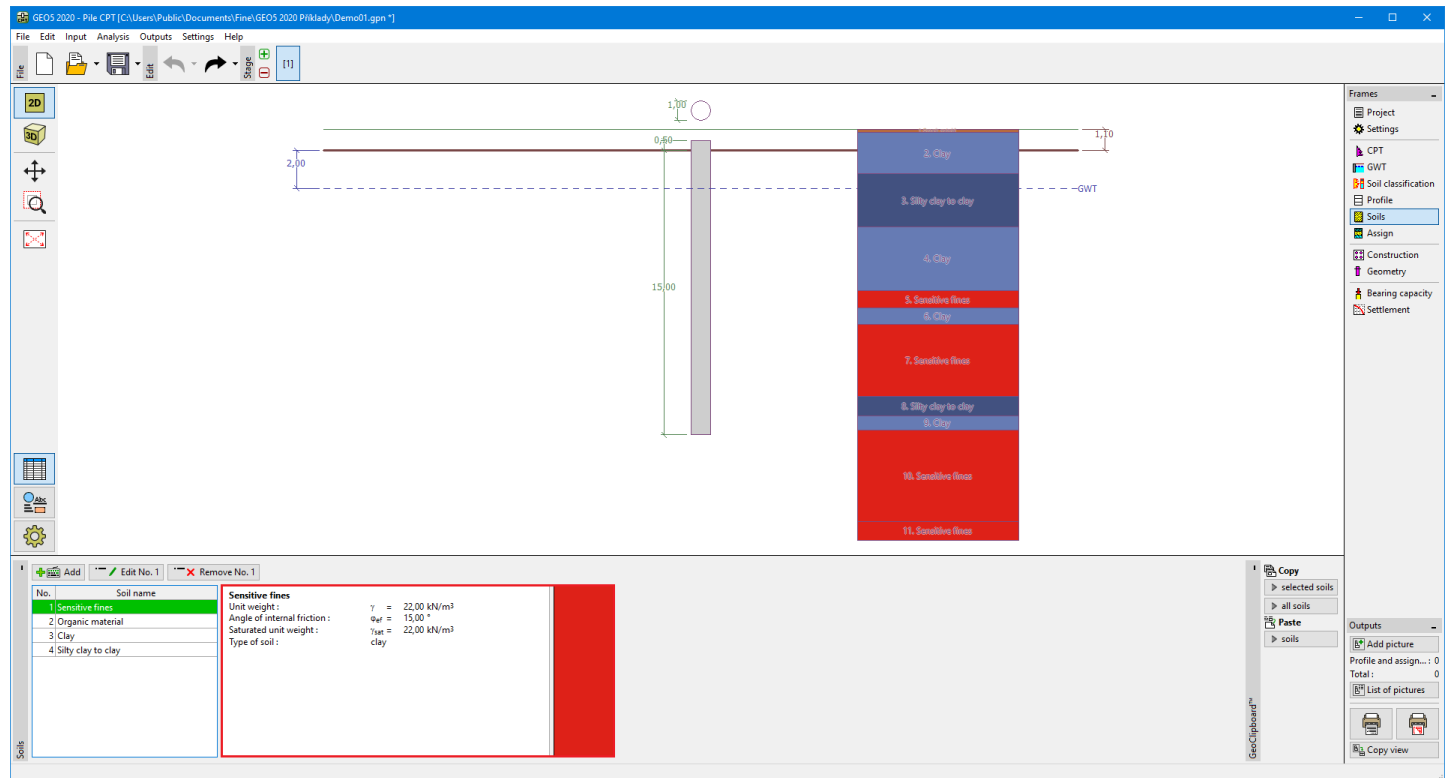 GEO5 2020 - Pile CPT [C:\Users\Public\Documents\Fine\GEO5 2020 Příklady\Demo01.gpn *]
File Edit Input Analysis Outputs Settings Help
File
Edit
Stage
[1]
2D
3D
Abc
1,00
0,50
1,10
2,00
GWT
15,00
2. Clay
3. Silty clay to clay
4. Clay
5. Sensitive fines
6. Clay
7. Sensitive fines
8. Silty clay to clay
9. Clay
10. Sensitive fines
11. Sensitive fines
Frames
Project
Settings
CPT
GWT
Soil classification
Profile
Soils
Assign
Construction
Geometry
Bearing capacity
Settlement
Soils
Add Edit No. 1 Remove No. 1
No. Soil name
1 Sensitive fines
2 Organic material
3 Clay
4 Silty clay to clay
Sensitive fines
Unit weight : γ = 22,00 kN/m³
Angle of internal friction : φef = 15,00 °
Saturated unit weight : γsat = 22,00 kN/m³
Type of soil : clay
GeoClipboard™
Copy
selected soils
all soils
Paste
soils
Outputs
Add picture
Profile and assign... : 0
Total : 0
List of pictures
Copy view